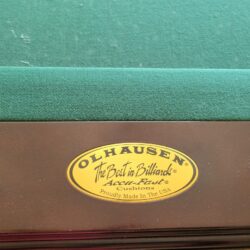 OLHAUSEN®
The Best in Billiards®
Accu-Fast®
Cushions
Proudly Made In The USA